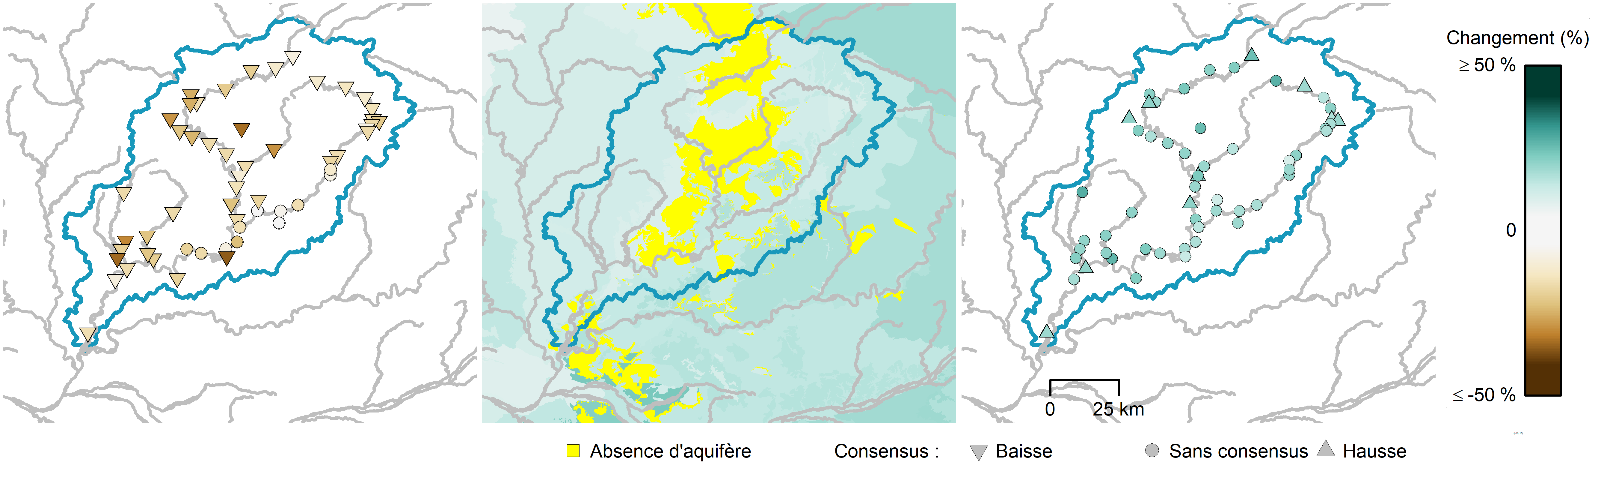 Changement (%)
≥ 50 %
0
≤ -50 %
0 25 km
Absence d'aquifère Consensus : Baisse Sans consensus Hausse